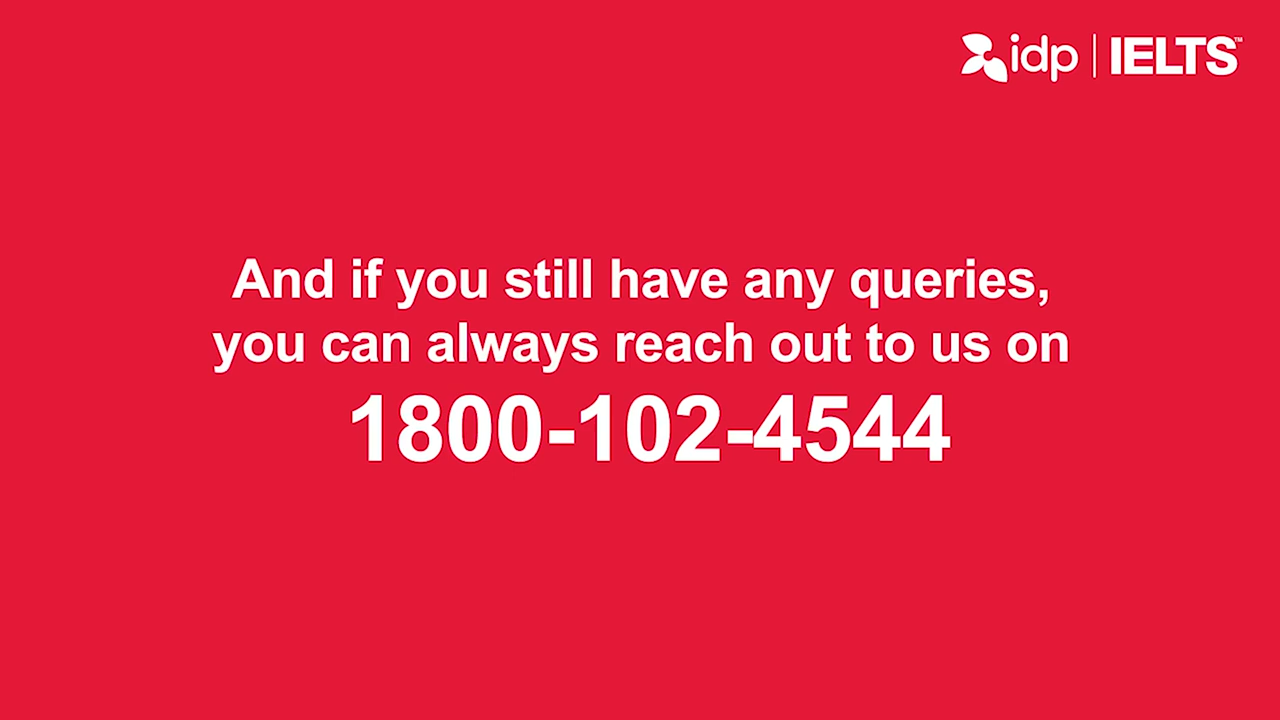 idp | IELTS™
And if you still have any queries,
you can always reach out to us on
1800-102-4544